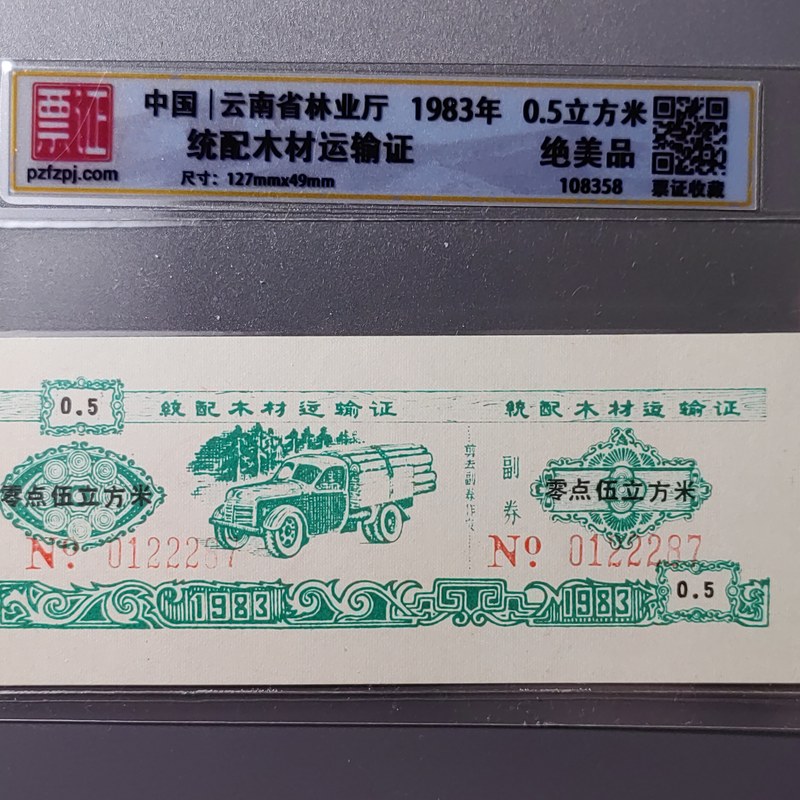 票证
pzfzpj.com
中国|云南省林业厅 1983年 0.5立方米
统配木材运输证 绝美品
尺寸：127mmx49mm
108358 票证收藏
0.5 統配木材运输证 統配木材运输证
零点伍立方米
剪去副券作废
副券
零点伍立方米
No 0122287
No 0122287
1983 1983
0.5